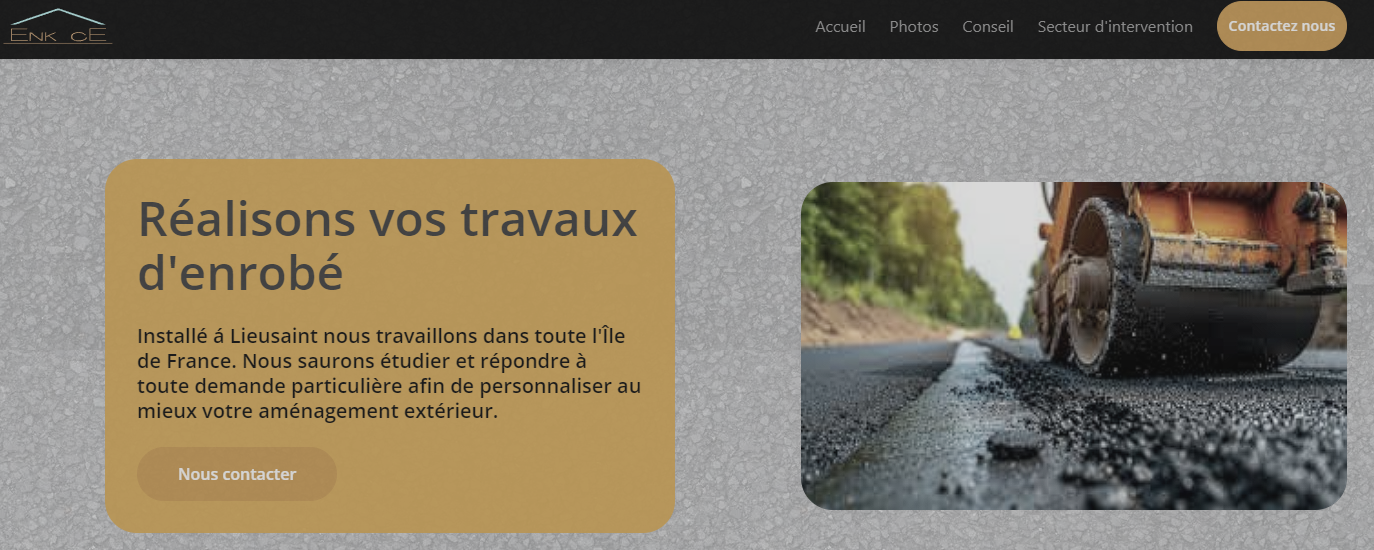 ENK CE
Accueil
Photos
Conseil
Secteur d'intervention
Contactez nous
Réalisons vos travaux
d'enrobé
Installé á Lieusaint nous travaillons dans toute l'Île
de France. Nous saurons étudier et répondre à
toute demande particulière afin de personnaliser au
mieux votre aménagement extérieur.
Nous contacter